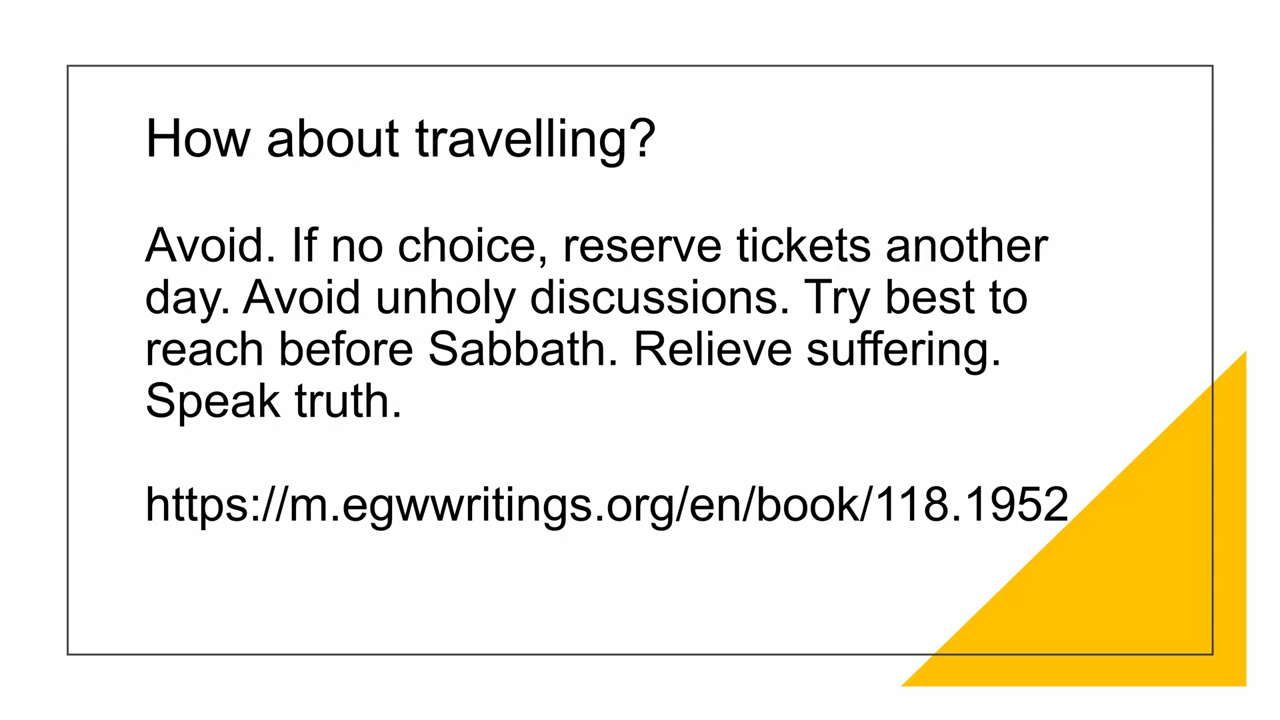 How about travelling?
Avoid. If no choice, reserve tickets another
day. Avoid unholy discussions. Try best to
reach before Sabbath. Relieve suffering.
Speak truth.
https://m.egwwritings.org/en/book/118.1952